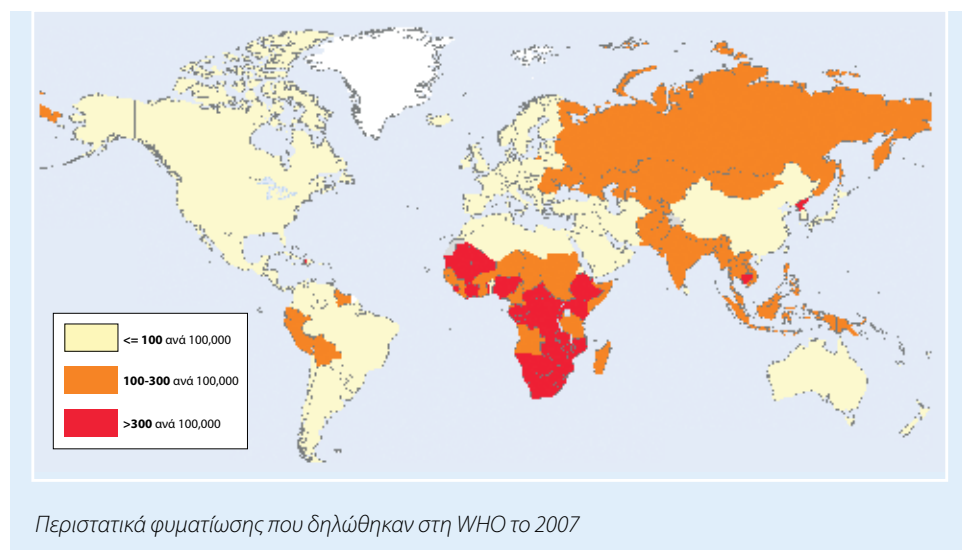 <= 100 ανά 100,000
100-300 ανά 100,000
>300 ανά 100,000
Περιστατικά φυματίωσης που δηλώθηκαν στη WHO το 2007